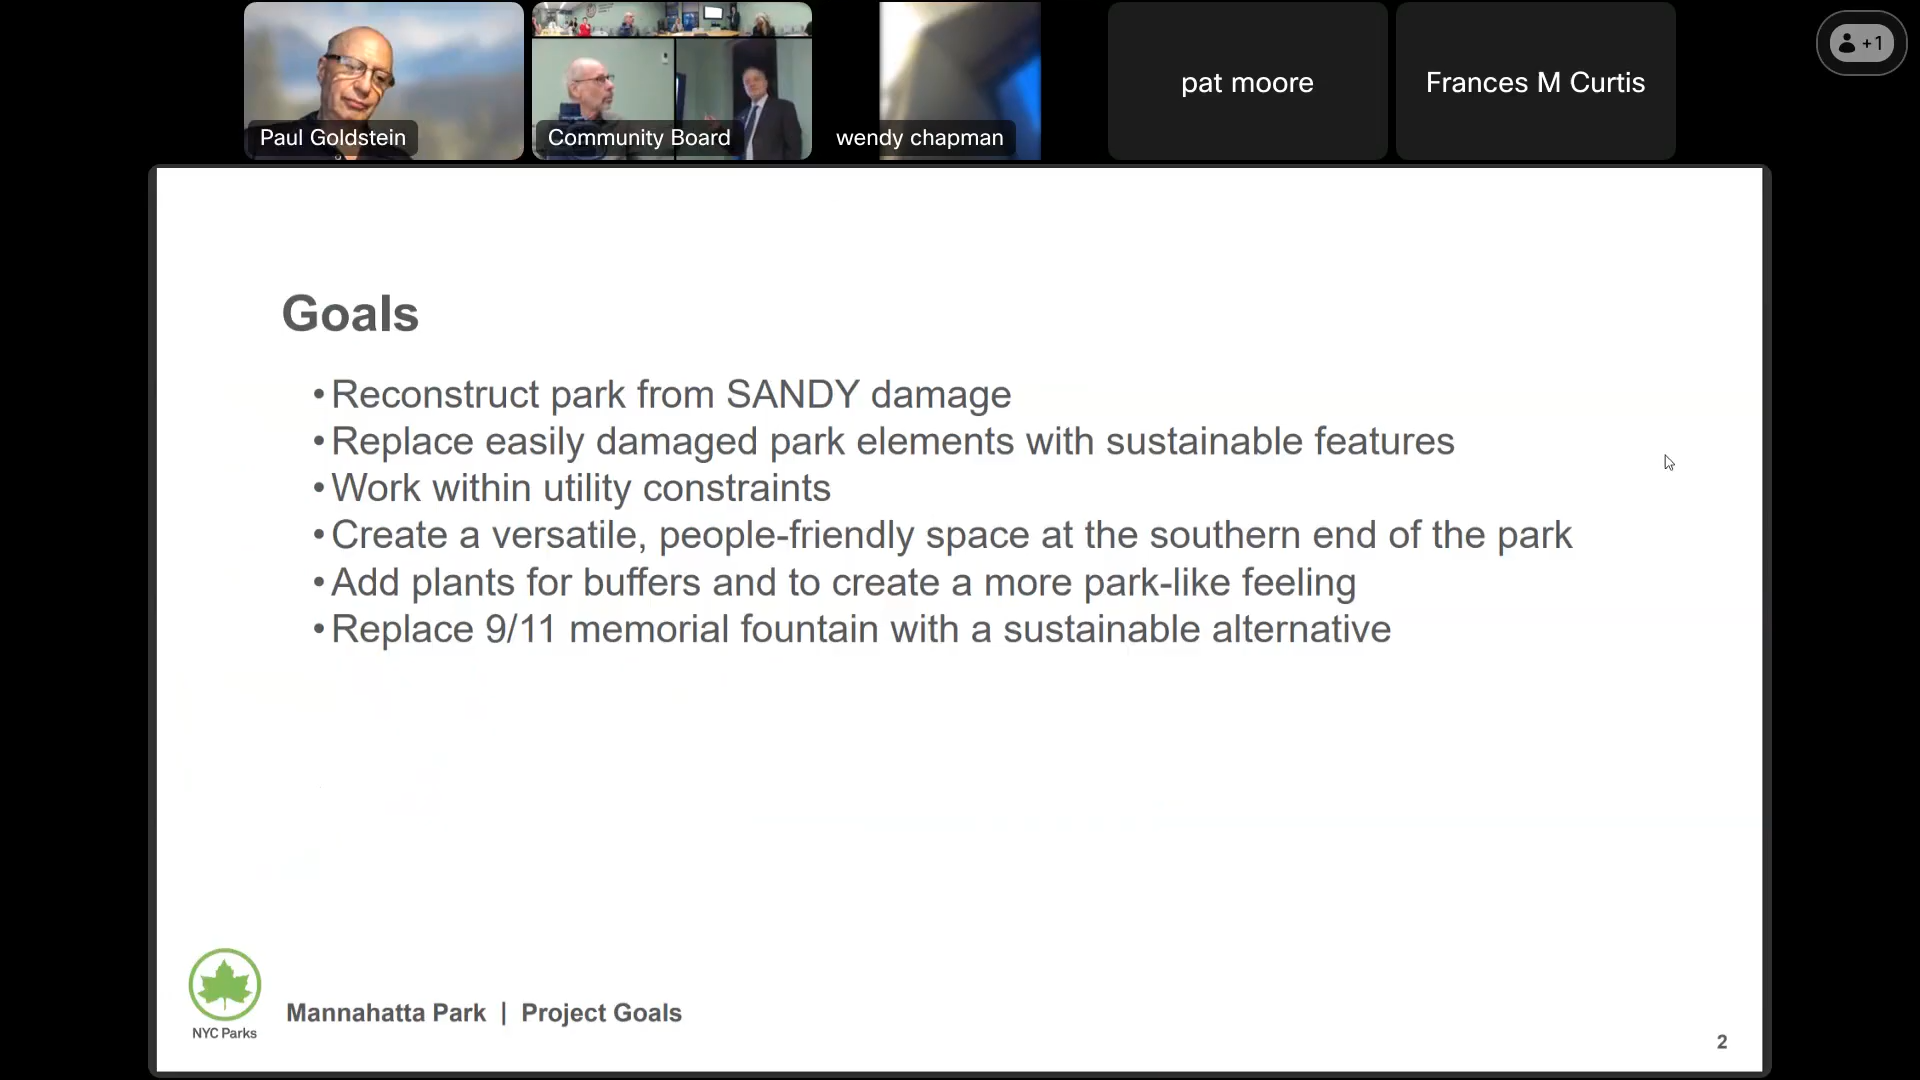 Paul Goldstein
Community Board
wendy chapman
pat moore
Frances M Curtis
+1
Goals
•Reconstruct park from SANDY damage
•Replace easily damaged park elements with sustainable features
•Work within utility constraints
•Create a versatile, people-friendly space at the southern end of the park
•Add plants for buffers and to create a more park-like feeling
•Replace 9/11 memorial fountain with a sustainable alternative
NYC Parks
Mannahatta Park | Project Goals
2